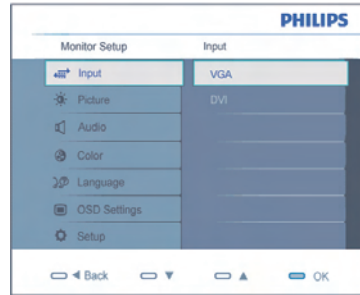 PHILIPS
Monitor Setup Input
Input VGA
Picture DVI
Audio
Color
Language
OSD Settings
Setup
Back OK